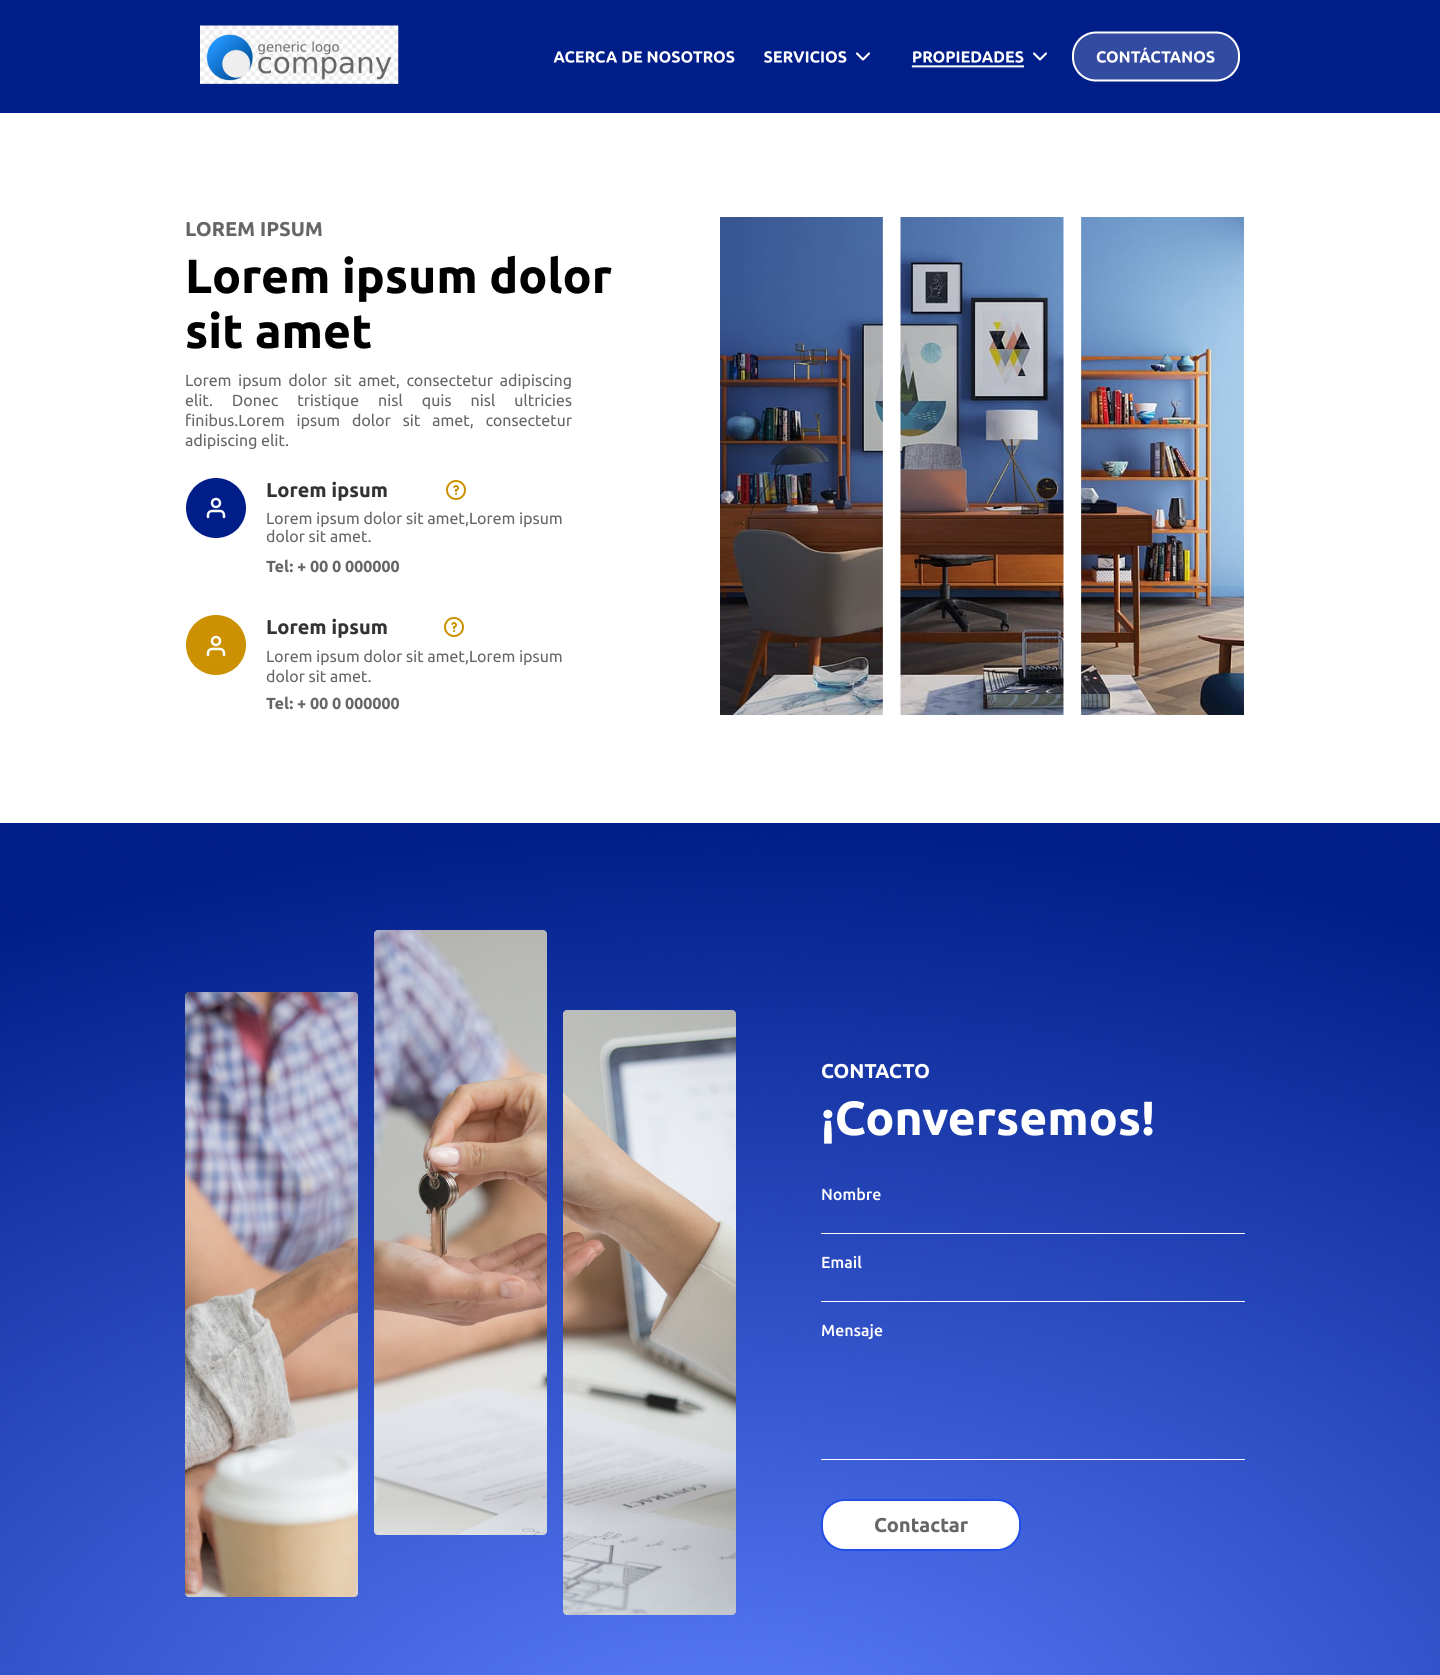 generic logo
company
ACERCA DE NOSOTROS SERVICIOS PROPIEDADES CONTÁCTANOS
LOREM IPSUM
Lorem ipsum dolor
sit amet
Lorem ipsum dolor sit amet, consectetur adipiscing
elit. Donec tristique nisl quis nisl ultricies
finibus.Lorem ipsum dolor sit amet, consectetur
adipiscing elit.
Lorem ipsum
Lorem ipsum dolor sit amet,Lorem ipsum
dolor sit amet.
Tel: + 00 0 000000
Lorem ipsum
Lorem ipsum dolor sit amet,Lorem ipsum
dolor sit amet.
Tel: + 00 0 000000
CONTRACT
CONTACTO
¡Conversemos!
Nombre
Email
Mensaje
Contactar